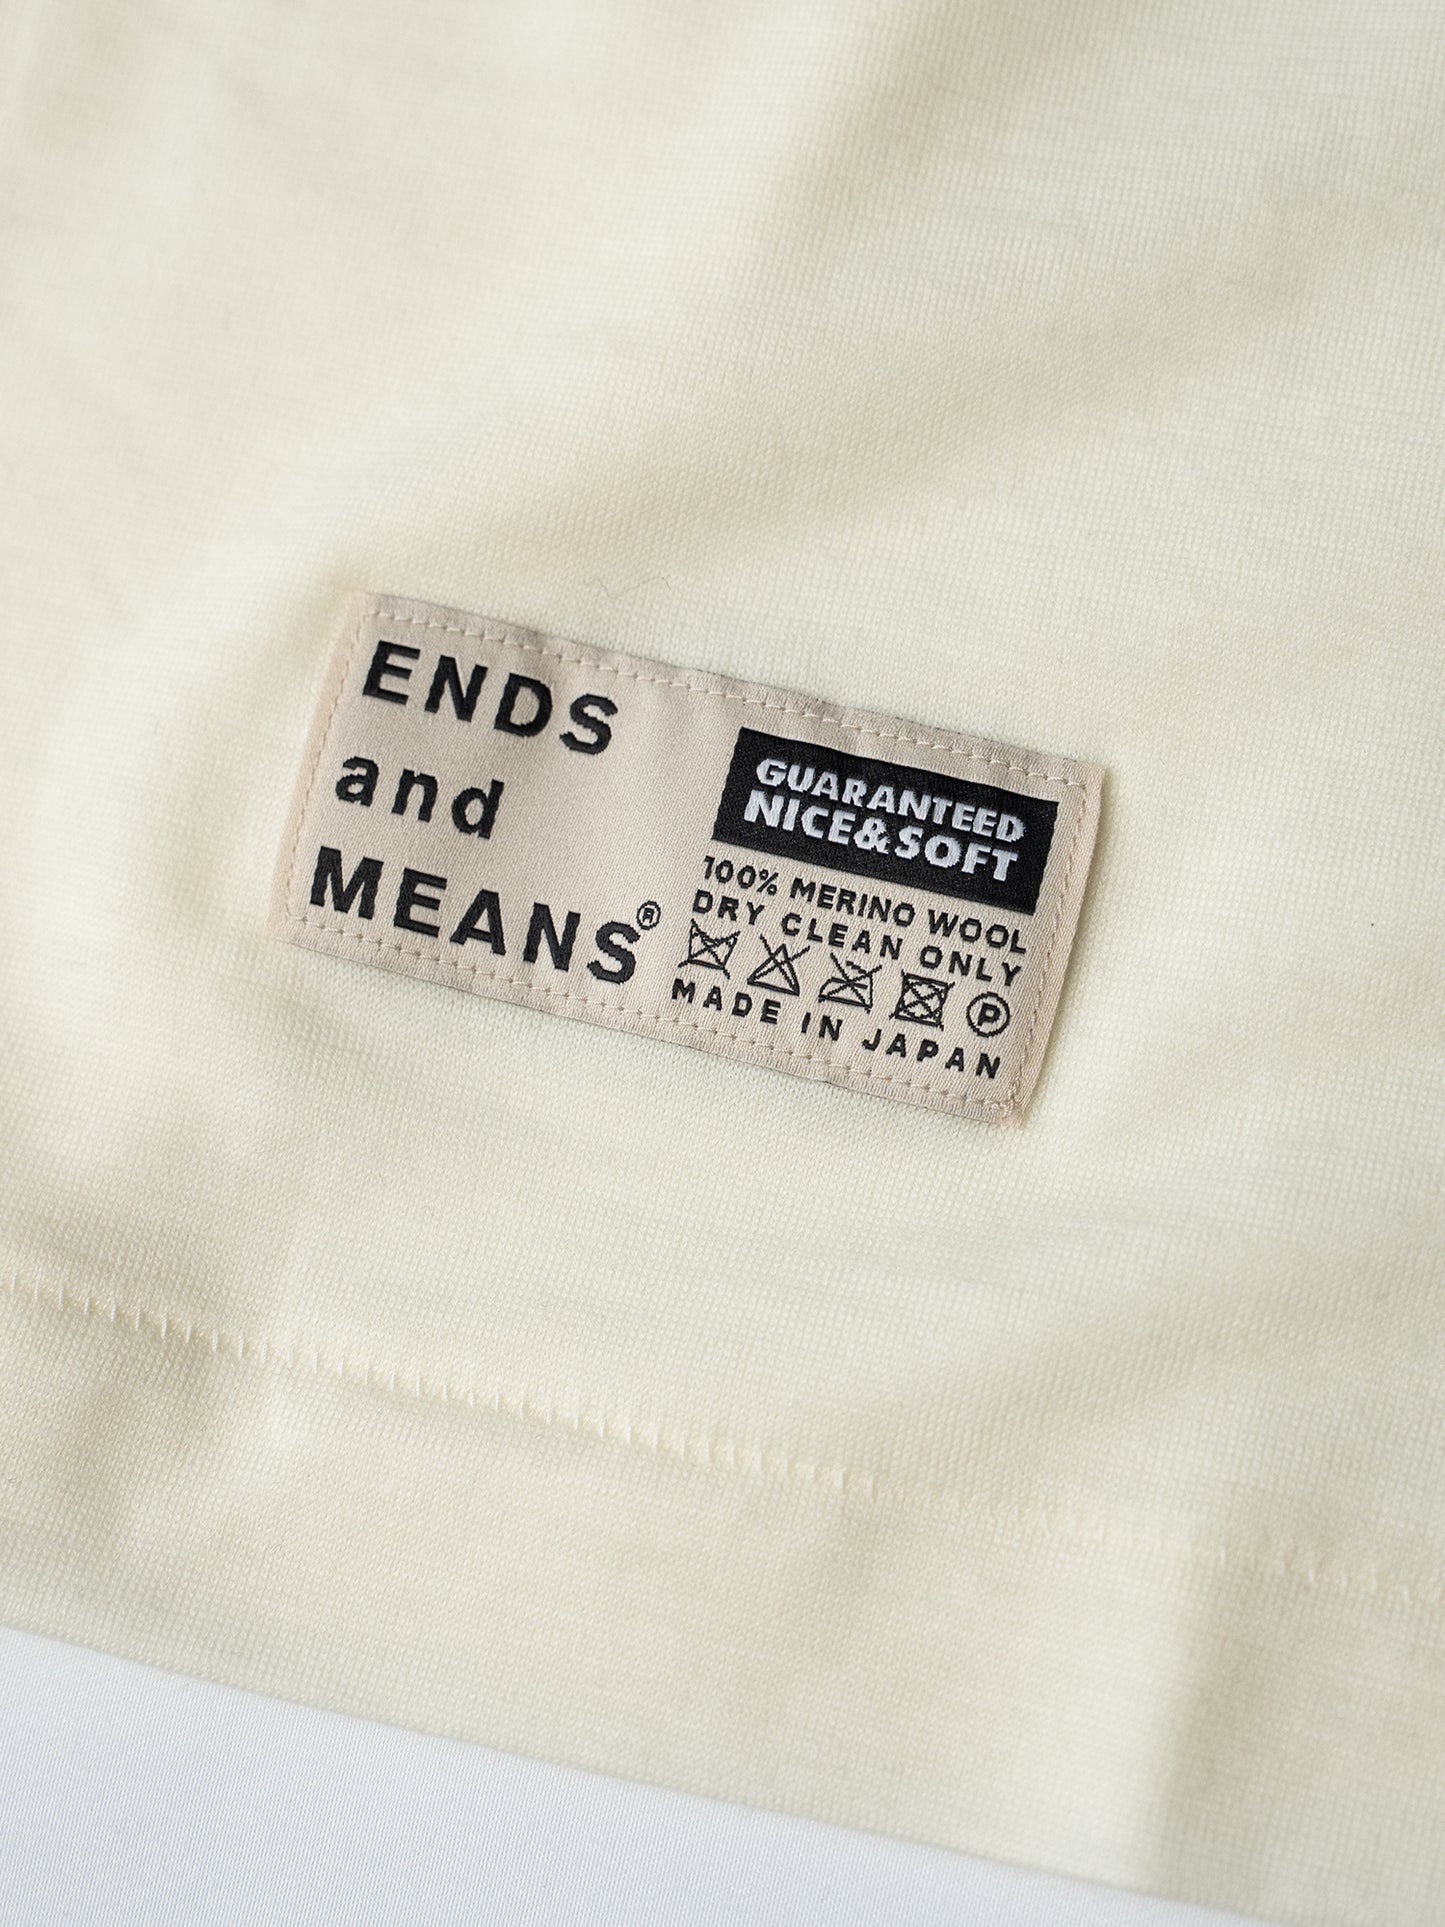 ENDS
and
MEANS®
GUARANTEED
NICE&SOFT
100% MERINO WOOL
DRY CLEAN ONLY
P
MADE IN JAPAN